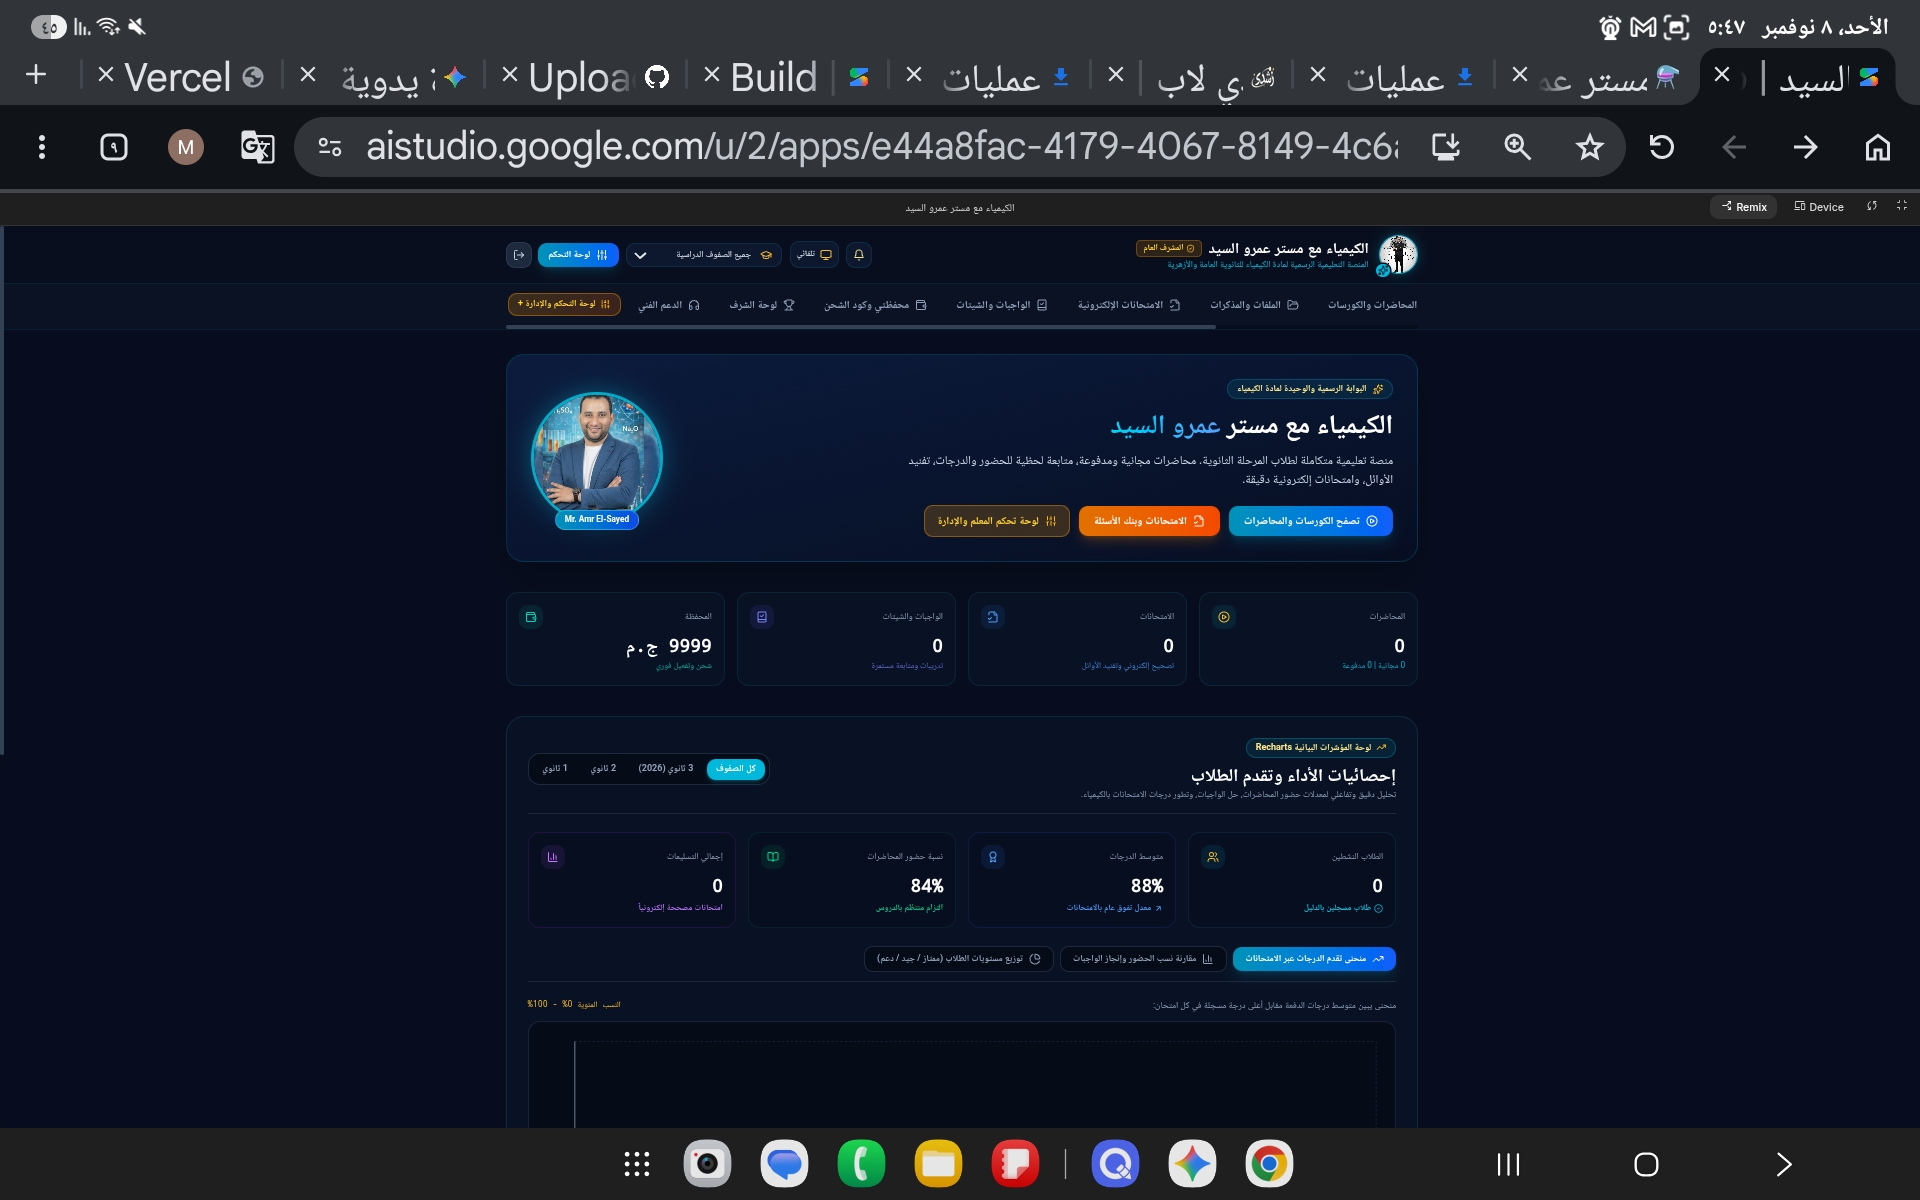 الأحد، ٨ نوفمبر ٥:٤٧
٤٥
السيد
مستر عم
عمليات
ي لاب
عمليات
Build
Uploa
يدوية
Vercel
aistudio.google.com/u/2/apps/e44a8fac-4179-4067-8149-4c6a
M
٩
الكيمياء مع مستر عمرو السيد
Remix
Device
الكيمياء مع مستر عمرو السيد
المشرف العام
المنصة التعليمية الرسمية لمادة الكيمياء للثانوية العامة والأزهرية
تلقائي
جميع الصفوف الدراسية
لوحة التحكم
المحاضرات والكورسات
الملفات والمذكرات
الامتحانات الإلكترونية
الواجبات والشيتات
محفظتي وكود الشحن
لوحة الشرف
الدعم الفني
لوحة التحكم والإدارة +
البوابة الرسمية والوحيدة لمادة الكيمياء
الكيمياء مع مستر عمرو السيد
منصة تعليمية متكاملة لطلاب المرحلة الثانوية. محاضرات مجانية ومدفوعة، متابعة لحظية للحضور والدرجات، تفنيد
الأوائل، وامتحانات إلكترونية دقيقة.
تصفح الكورسات والمحاضرات
الامتحانات وبنك الأسئلة
لوحة تحكم المعلم والإدارة
Na₂O
Mr. Amr El-Sayed
المحاضرات
0
0 مجانية | 0 مدفوعة
الامتحانات
0
تصحيح إلكتروني وتفنيد الأوائل
الواجبات والشيتات
0
تدريبات ومتابعة مستمرة
المحفظة
9999 ج.م
شحن وتفعيل فوري
لوحة المؤشرات البيانية Recharts
إحصائيات الأداء وتقدم الطلاب
تحليل دقيق وتفاعلي لمعدلات حضور المحاضرات، حل الواجبات، وتطور درجات الامتحانات بالكيمياء.
كل الصفوف
3 ثانوي (2026)
2 ثانوي
1 ثانوي
الطلاب النشطين
0
طلاب مسجلين بالدليل
متوسط الدرجات
88%
معدل تفوق عام بالامتحانات
نسبة حضور المحاضرات
84%
التزام منتظم بالدروس
إجمالي التسليمات
0
امتحانات مصححة إلكترونياً
منحنى تقدم الدرجات عبر الامتحانات
مقارنة نسب الحضور وإنجاز الواجبات
توزيع مستويات الطلاب (ممتاز / جيد / دعم)
منحنى يبين متوسط درجات الدفعة مقابل أعلى درجة مسجلة في كل امتحان:
النسب المئوية 0% - 100%